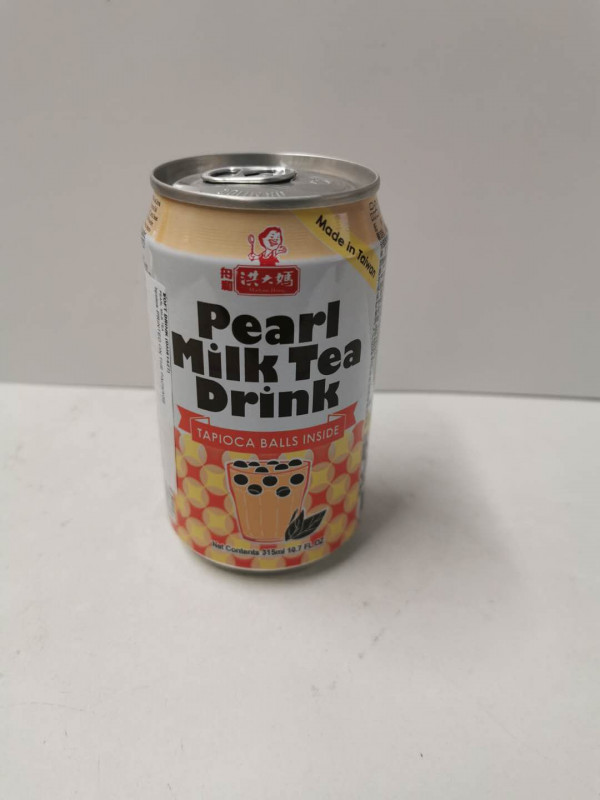 Made in Taiwan
洪大媽
Pearl
Milk Tea
Drink
TAPIOCA BALLS INSIDE
Net Contents 315ml 10.7 FL.OZ